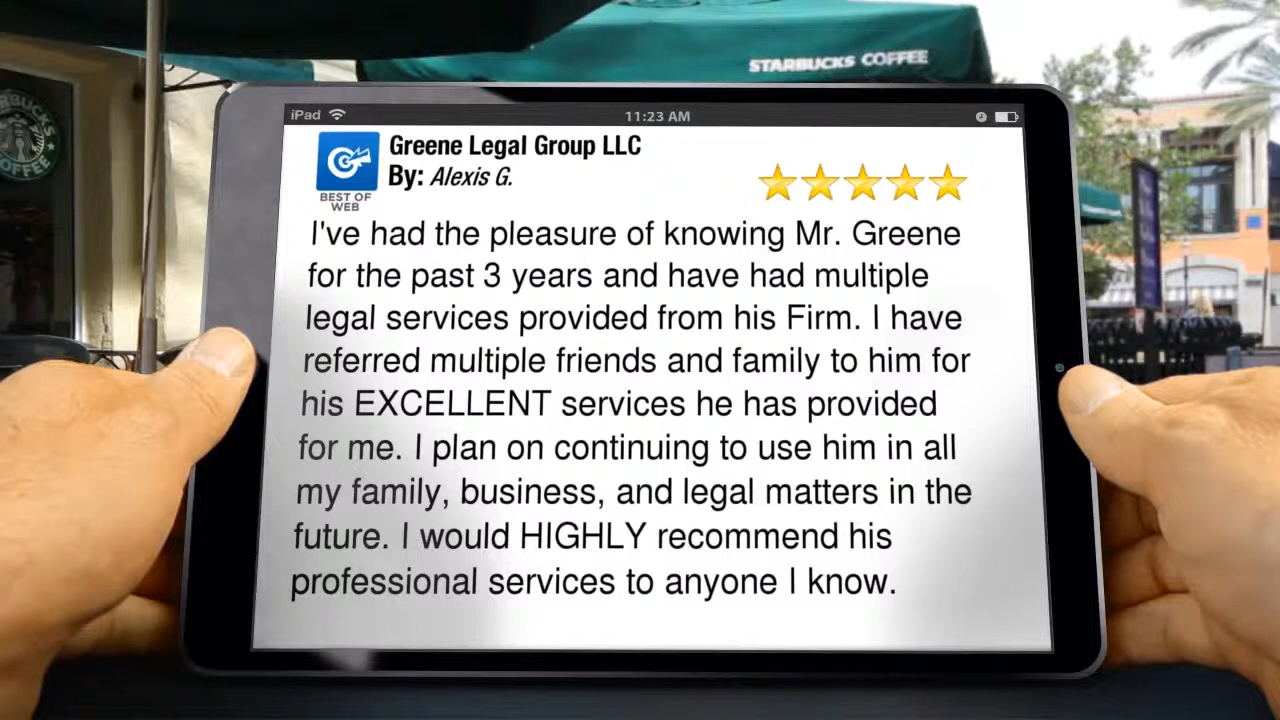 STARBUCKS COFFEE
iPad
11:23 AM
Greene Legal Group LLC
By: Alexis G.
BEST OF
WEB
I've had the pleasure of knowing Mr. Greene
for the past 3 years and have had multiple
legal services provided from his Firm. I have
referred multiple friends and family to him for
his EXCELLENT services he has provided
for me. I plan on continuing to use him in all
my family, business, and legal matters in the
future. I would HIGHLY recommend his
professional services to anyone I know.